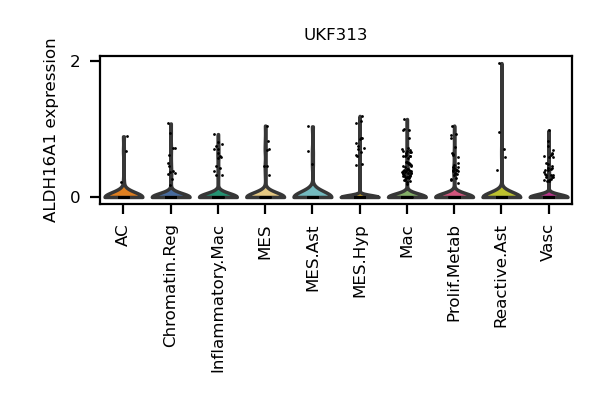 UKF313
ALDH16A1 expression
2
0
AC
Chromatin.Reg
Inflammatory.Mac
MES
MES.Ast
MES.Hyp
Mac
Prolif.Metab
Reactive.Ast
Vasc